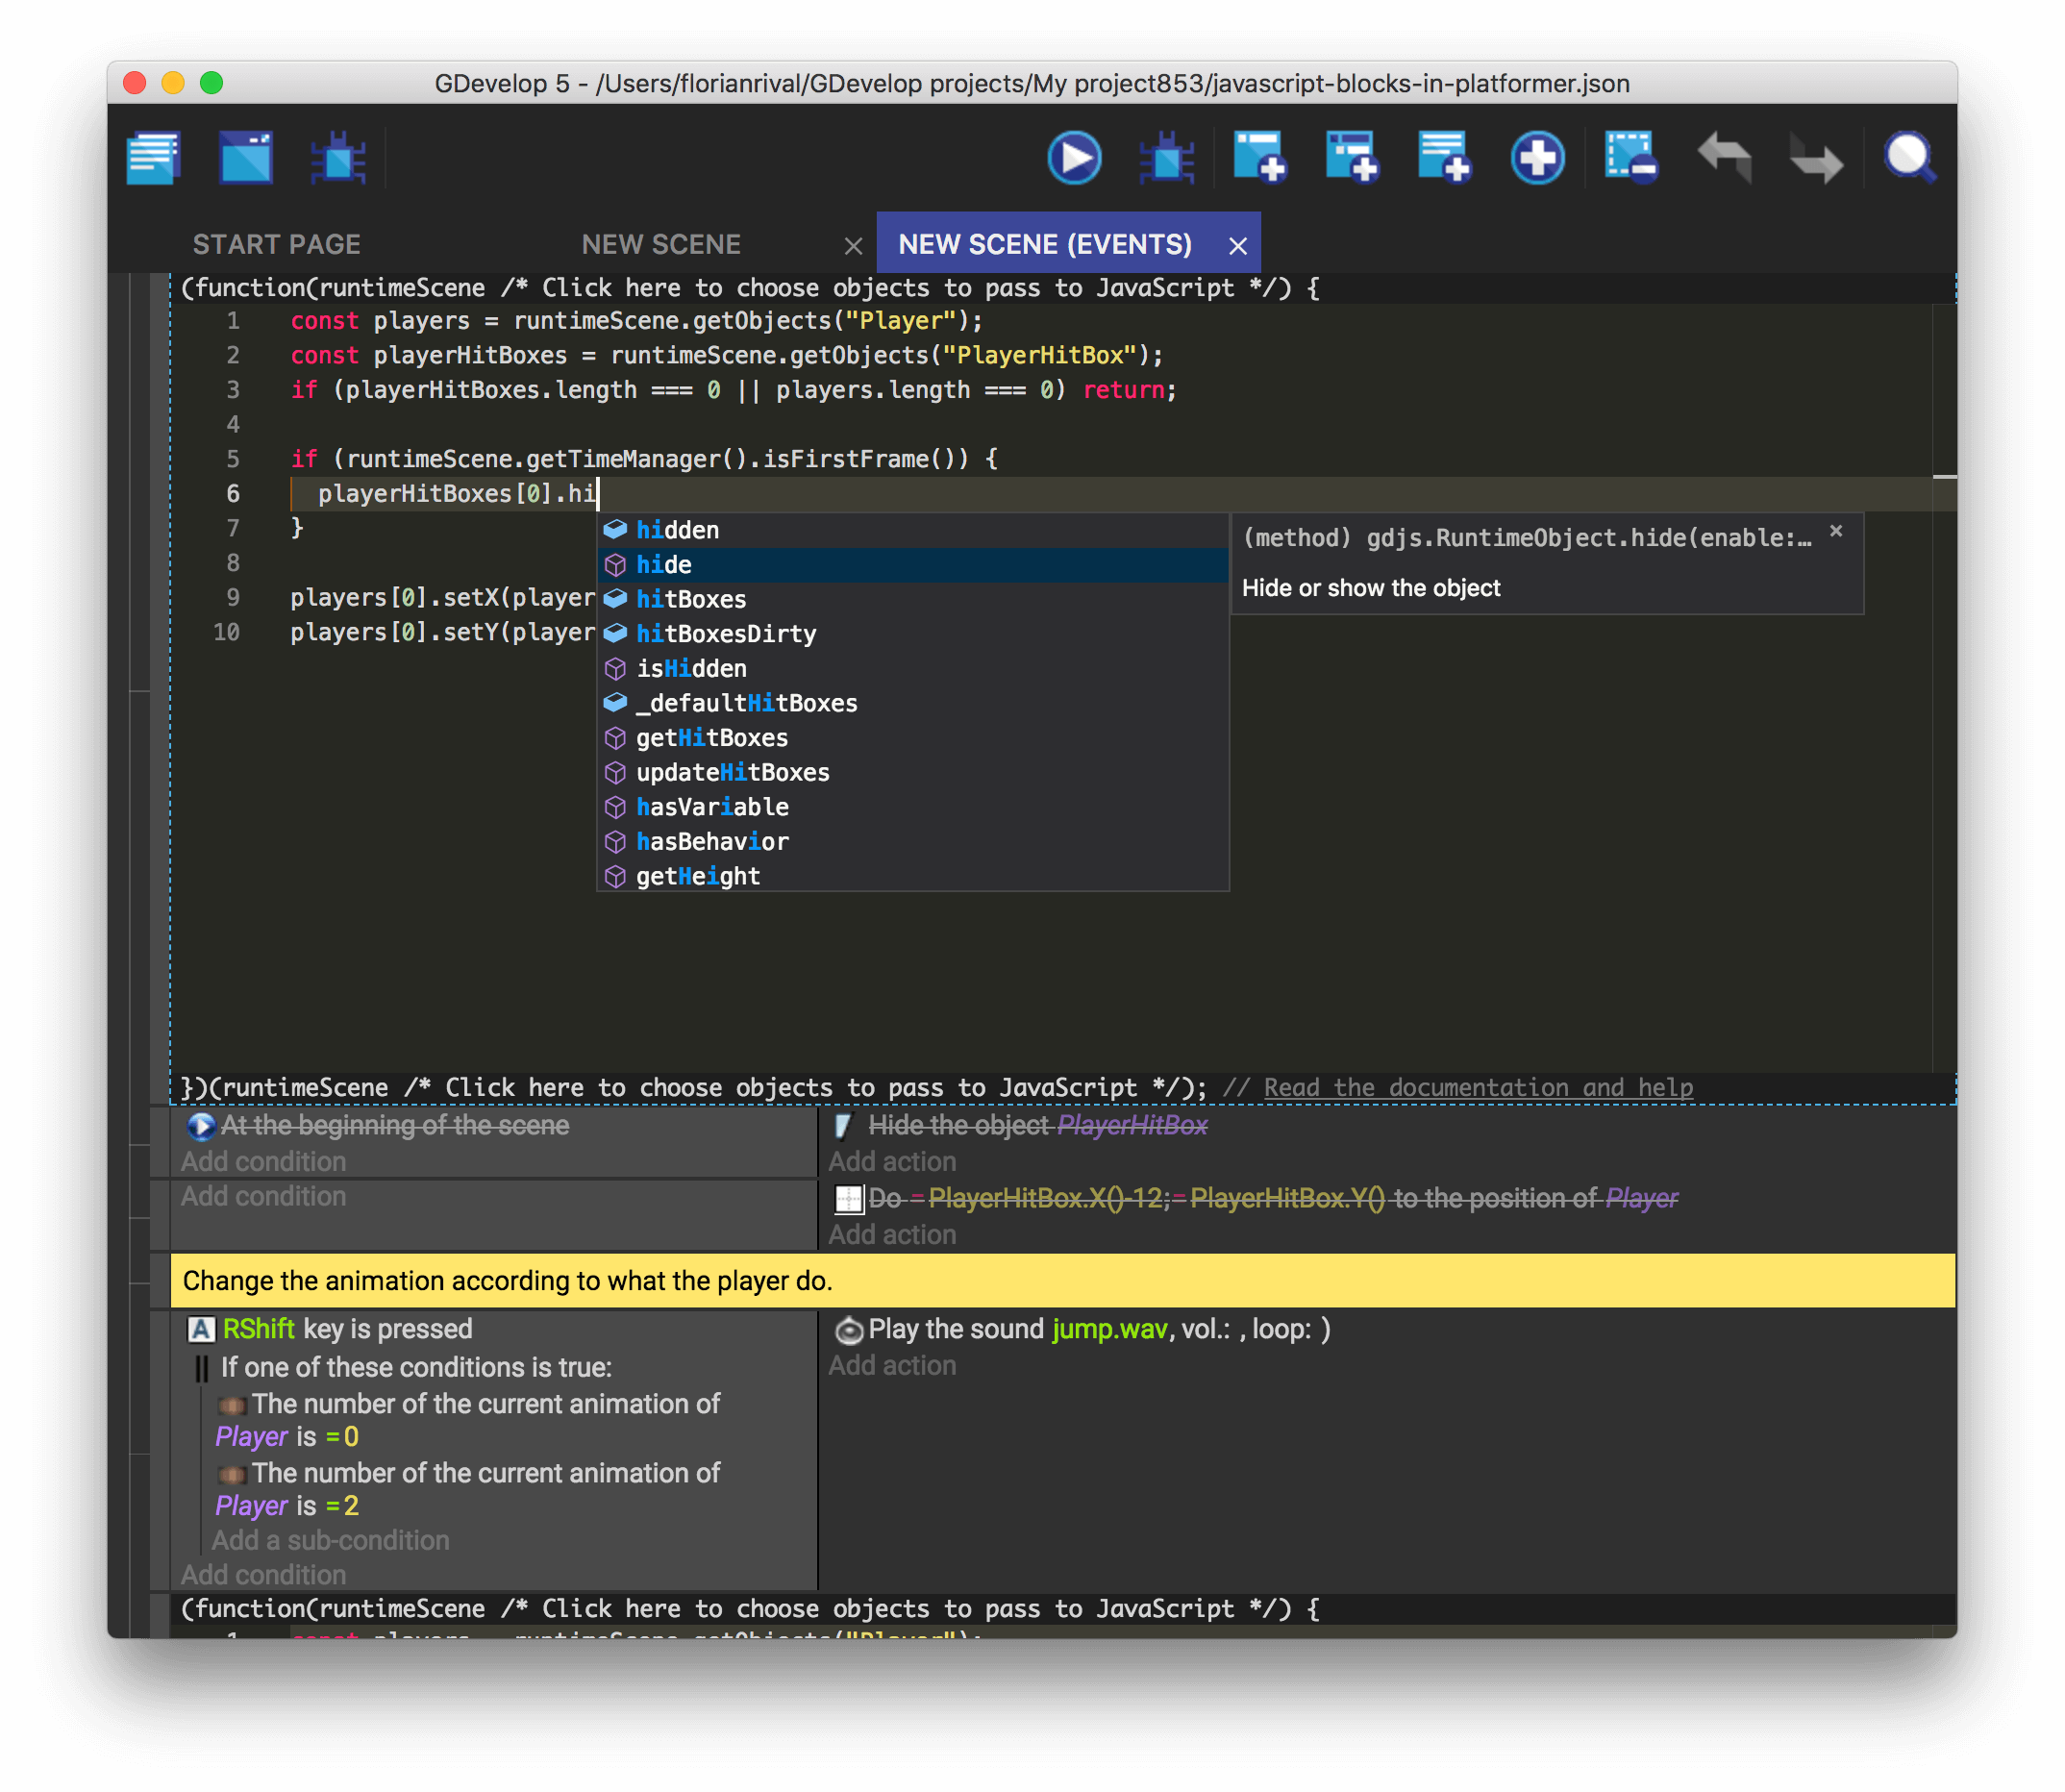 GDevelop 5 - /Users/florianrival/GDevelop projects/My project853/javascript-blocks-in-platformer.json
START PAGE
NEW SCENE
NEW SCENE (EVENTS)
(function(runtimeScene /* Click here to choose objects to pass to JavaScript */) {
1 const players = runtimeScene.getObjects("Player");
2 const playerHitBoxes = runtimeScene.getObjects("PlayerHitBox");
3 if (playerHitBoxes.length === 0 || players.length === 0) return;
4
5 if (runtimeScene.getTimeManager().isFirstFrame()) {
6 playerHitBoxes[0].hi
7 }
8
9 players[0].setX(player
10 players[0].setY(player
hidden
hide
hitBoxes
hitBoxesDirty
isHidden
_defaultHitBoxes
getHitBoxes
updateHitBoxes
hasVariable
hasBehavior
getHeight
(method) gdjs.RuntimeObject.hide(enable:…
Hide or show the object
})(runtimeScene /* Click here to choose objects to pass to JavaScript */); // Read the documentation and help
At the beginning of the scene
Add condition
Hide the object PlayerHitBox
Add action
Add condition
Do = PlayerHitBox.X()-12;= PlayerHitBox.Y() to the position of Player
Add action
Change the animation according to what the player do.
A RShift key is pressed
If one of these conditions is true:
The number of the current animation of
Player is =0
The number of the current animation of
Player is =2
Add a sub-condition
Add condition
Play the sound jump.wav, vol.: , loop: )
Add action
(function(runtimeScene /* Click here to choose objects to pass to JavaScript */) {
1 const players = runtimeScene.getObjects("Player");